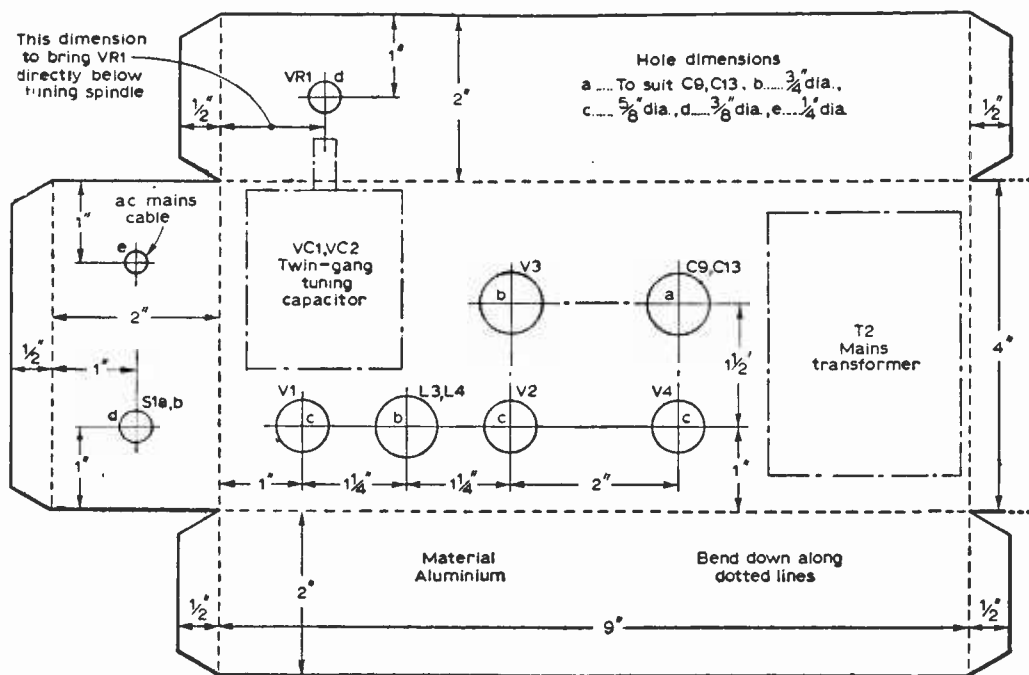 This dimension
to bring VR1
directly below
tuning spindle
1"
VR1
d
2"
Hole dimensions
a.... To suit C9,C13, b..... 3/4" dia.,
c..... 5/8" dia., d..... 3/8" dia., e.... 1/4" dia
1/2"
1/2"
1"
ac mains
cable
e
2"
1/2"
1"
S1a,b
d
1"
VC1,VC2
Twin-gang
tuning
capacitor
V3
b
C9,C13
a
1 1/2'
T2
Mains
transformer
4"
V1
c
L3,L4
b
V2
c
V4
c
1"
1 1/4"
1 1/4"
2"
1"
2"
Material
Aluminium
Bend down along
dotted lines
1/2"
9"
1/2"